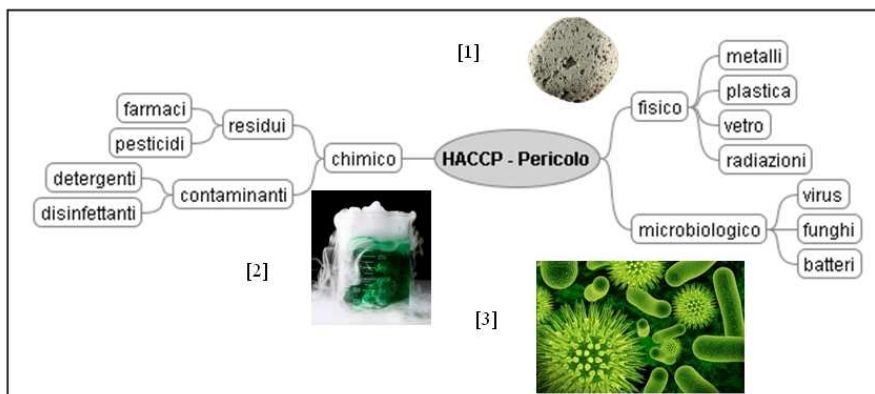 [1]
metalli
plastica
fisico
vetro
radiazioni
farmaci
residui
pesticidi
chimico
HACCP - Pericolo
detergenti
contaminanti
disinfettanti
virus
microbiologico
funghi
batteri
[2]
[3]